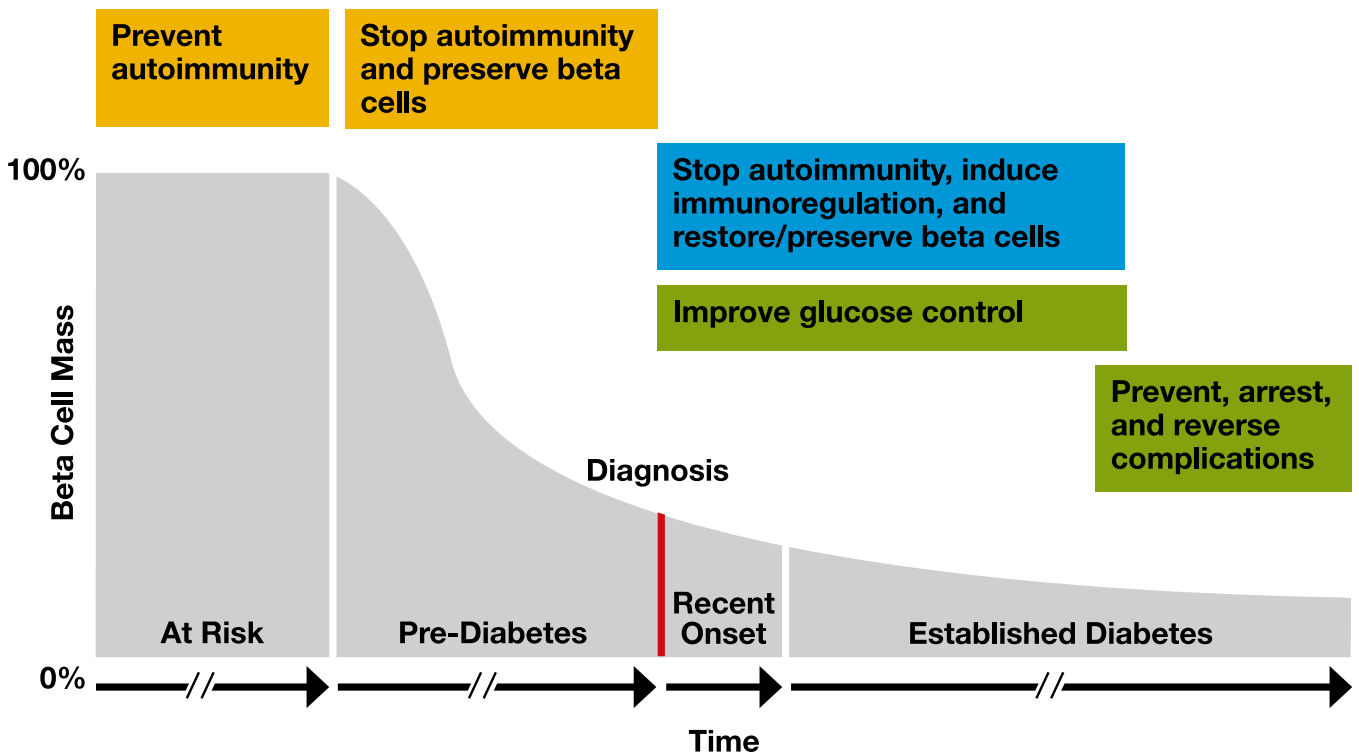 Prevent
autoimmunity
Stop autoimmunity
and preserve beta
cells
100%
Stop autoimmunity, induce
immunoregulation, and
restore/preserve beta cells
Improve glucose control
Prevent, arrest,
and reverse
complications
Beta Cell Mass
Diagnosis
At Risk
Pre-Diabetes
Recent
Onset
Established Diabetes
0%
Time